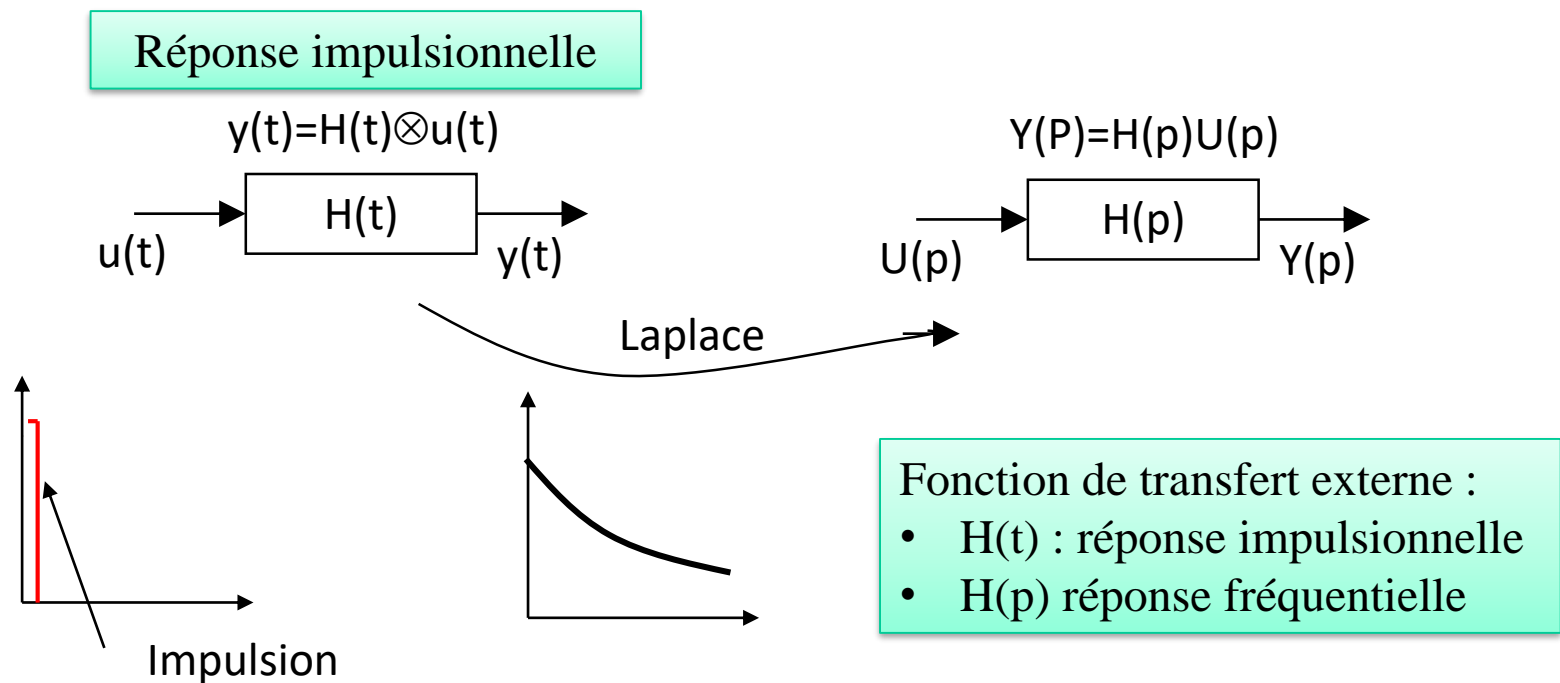 Réponse impulsionnelle
y(t)=H(t)⊗u(t)
H(t)
u(t)
y(t)
Y(P)=H(p)U(p)
H(p)
U(p)
Y(p)
Laplace
Impulsion
Fonction de transfert externe :
• H(t) : réponse impulsionnelle
• H(p) réponse fréquentielle